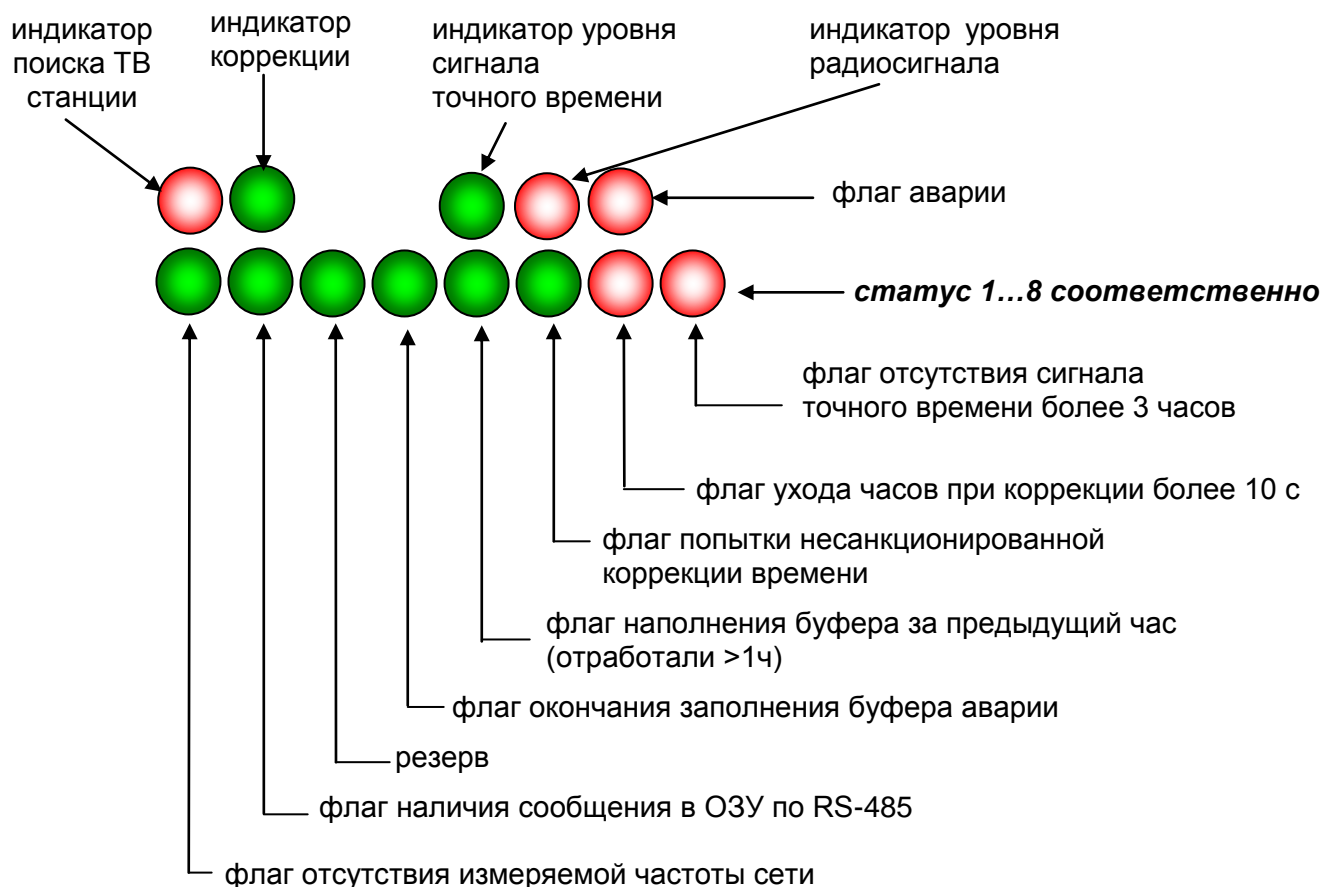 индикатор
поиска ТВ
станции
индикатор
коррекции
индикатор уровня
сигнала
точного времени
индикатор уровня
радиосигнала
флаг аварии
статус 1...8 соответственно
флаг отсутствия сигнала
точного времени более 3 часов
флаг ухода часов при коррекции более 10 с
флаг попытки несанкционированной
коррекции времени
флаг наполнения буфера за предыдущий час
(отработали >1ч)
флаг окончания заполнения буфера аварии
резерв
флаг наличия сообщения в ОЗУ по RS-485
флаг отсутствия измеряемой частоты сети